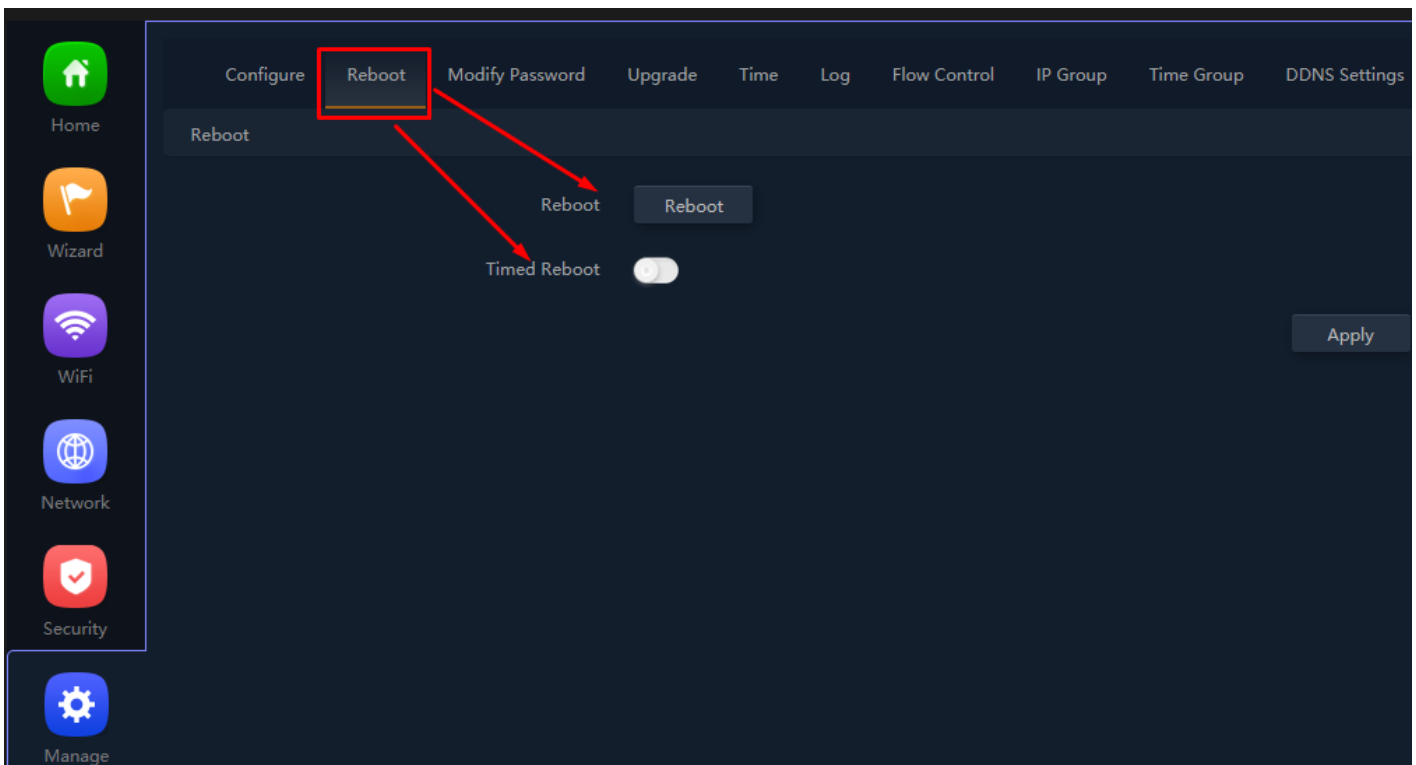 Configure Reboot Modify Password Upgrade Time Log Flow Control IP Group Time Group DDNS Settings
Home
Reboot
Reboot Reboot
Wizard
Timed Reboot
Apply
WiFi
Network
Security
Manage